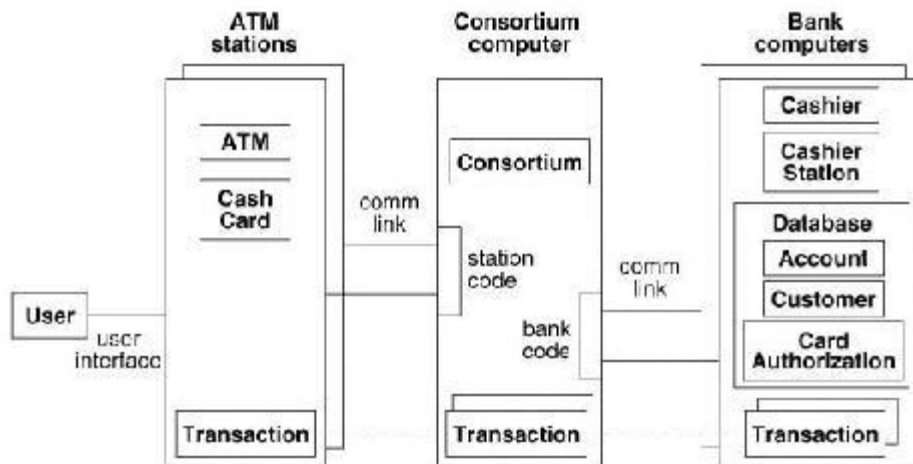 ATM
stations
Consortium
computer
Bank
computers
ATM
Cash
Card
Consortium
Cashier
Cashier
Station
Database
Account
Customer
Card
Authorization
comm
link
station
code
comm
link
bank
code
User
user
interface
Transaction
Transaction
Transaction